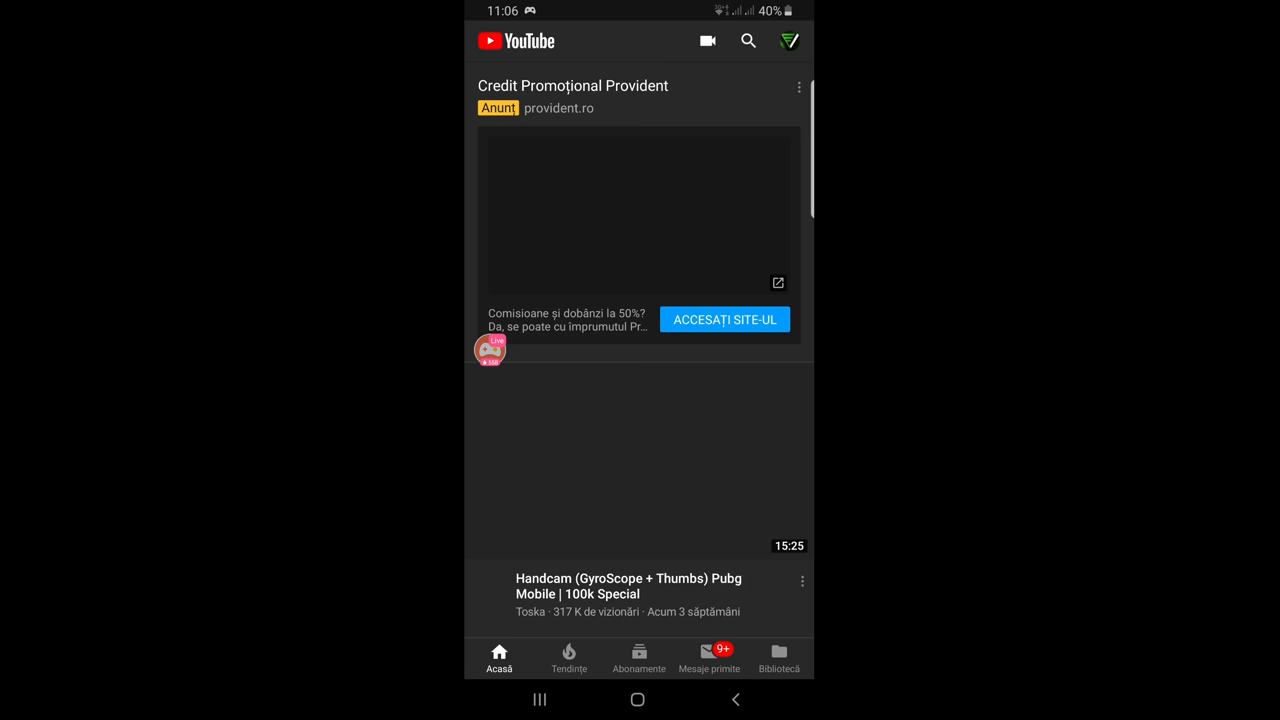 11:06 40%
YouTube
Credit Promoțional Provident
Anunț provident.ro
Comisioane și dobânzi la 50%?
Da, se poate cu împrumutul Pr...
ACCESAȚI SITE-UL
Live
15:25
Handcam (GyroScope + Thumbs) Pubg
Mobile | 100k Special
Toska · 317 K de vizionări · Acum 3 săptămâni
9+
Acasă Tendințe Abonamente Mesaje primite Bibliotecă